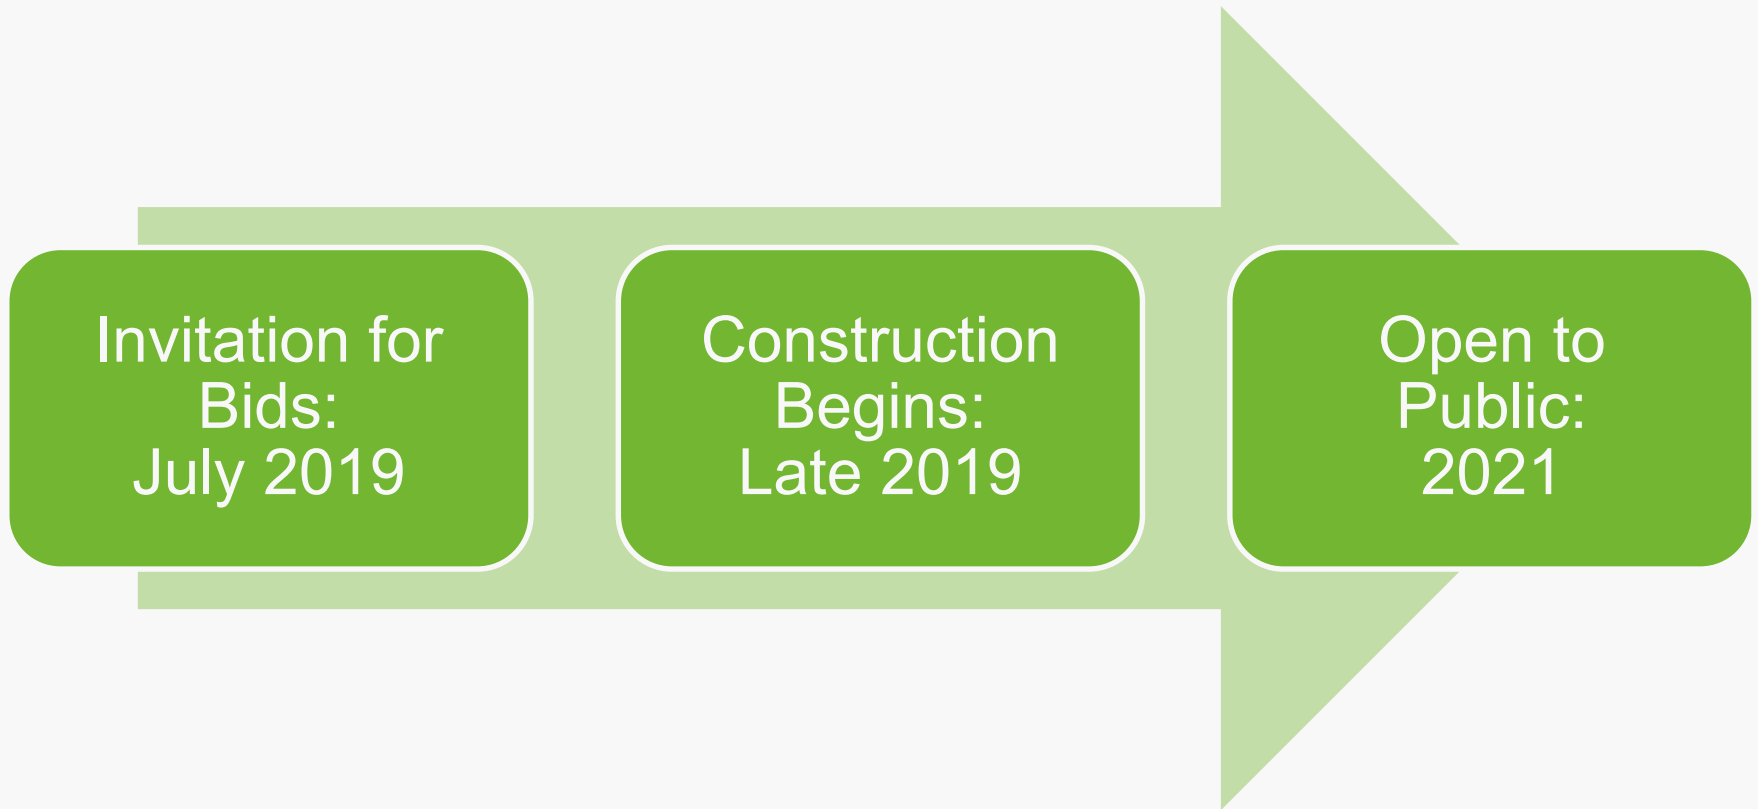 Invitation for
Bids:
July 2019
Construction
Begins:
Late 2019
Open to
Public:
2021